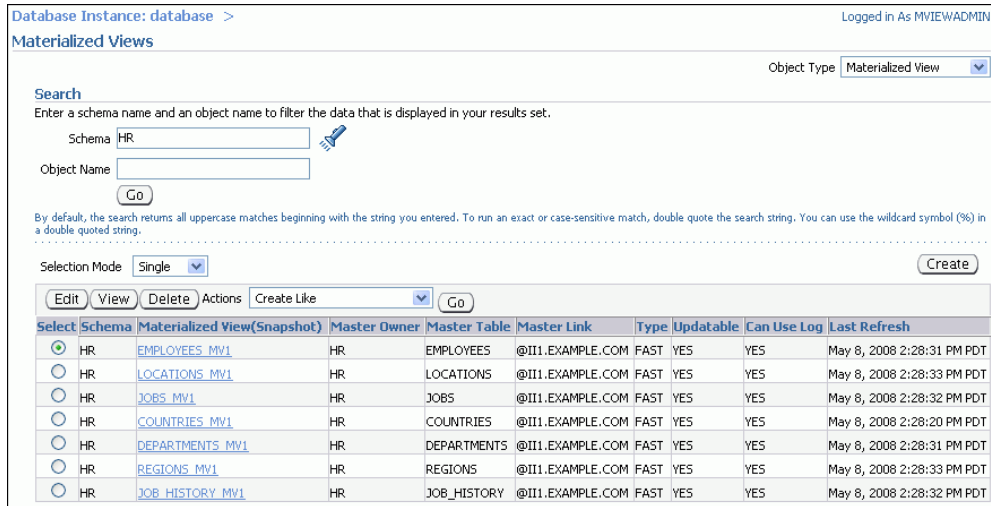 Database Instance: database >
Logged in As MVIEWADMIN
Materialized Views
Object Type Materialized View
Search
Enter a schema name and an object name to filter the data that is displayed in your results set.
Schema HR
Object Name
Go
By default, the search returns all uppercase matches beginning with the string you entered. To run an exact or case-sensitive match, double quote the search string. You can use the wildcard symbol (%) in
a double quoted string.
Selection Mode Single
Create
Edit View Delete Actions Create Like Go
Select Schema Materialized View(Snapshot) Master Owner Master Table Master Link Type Updatable Can Use Log Last Refresh
HR EMPLOYEES_MV1 HR EMPLOYEES @II1.EXAMPLE.COM FAST YES YES May 8, 2008 2:28:31 PM PDT
HR LOCATIONS_MV1 HR LOCATIONS @II1.EXAMPLE.COM FAST YES YES May 8, 2008 2:28:33 PM PDT
HR JOBS_MV1 HR JOBS @II1.EXAMPLE.COM FAST YES YES May 8, 2008 2:28:32 PM PDT
HR COUNTRIES_MV1 HR COUNTRIES @II1.EXAMPLE.COM FAST YES YES May 8, 2008 2:28:20 PM PDT
HR DEPARTMENTS_MV1 HR DEPARTMENTS @II1.EXAMPLE.COM FAST YES YES May 8, 2008 2:28:31 PM PDT
HR REGIONS_MV1 HR REGIONS @II1.EXAMPLE.COM FAST YES YES May 8, 2008 2:28:33 PM PDT
HR JOB_HISTORY_MV1 HR JOB_HISTORY @II1.EXAMPLE.COM FAST YES YES May 8, 2008 2:28:32 PM PDT